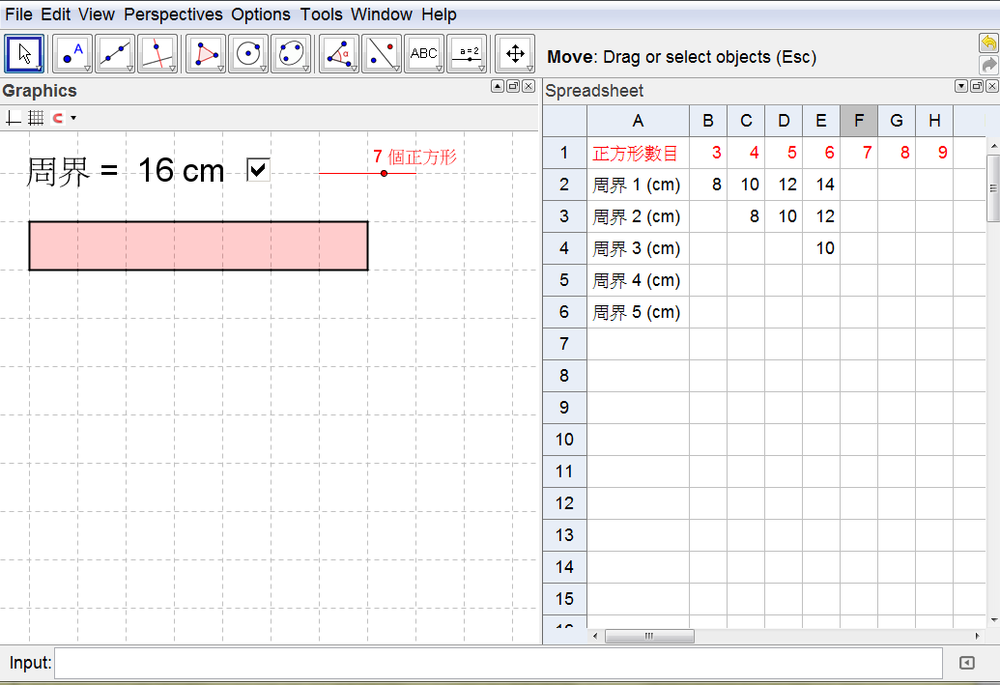 File Edit View Perspectives Options Tools Window Help
A ABC a=2 Move: Drag or select objects (Esc)
Graphics
周界 = 16 cm
7 個正方形
Spreadsheet
A B C D E F G H
1 正方形數目 3 4 5 6 7 8 9
2 周界 1 (cm) 8 10 12 14
3 周界 2 (cm) 8 10 12
4 周界 3 (cm) 10
5 周界 4 (cm)
6 周界 5 (cm)
7
8
9
10
11
12
13
14
15
16
Input: